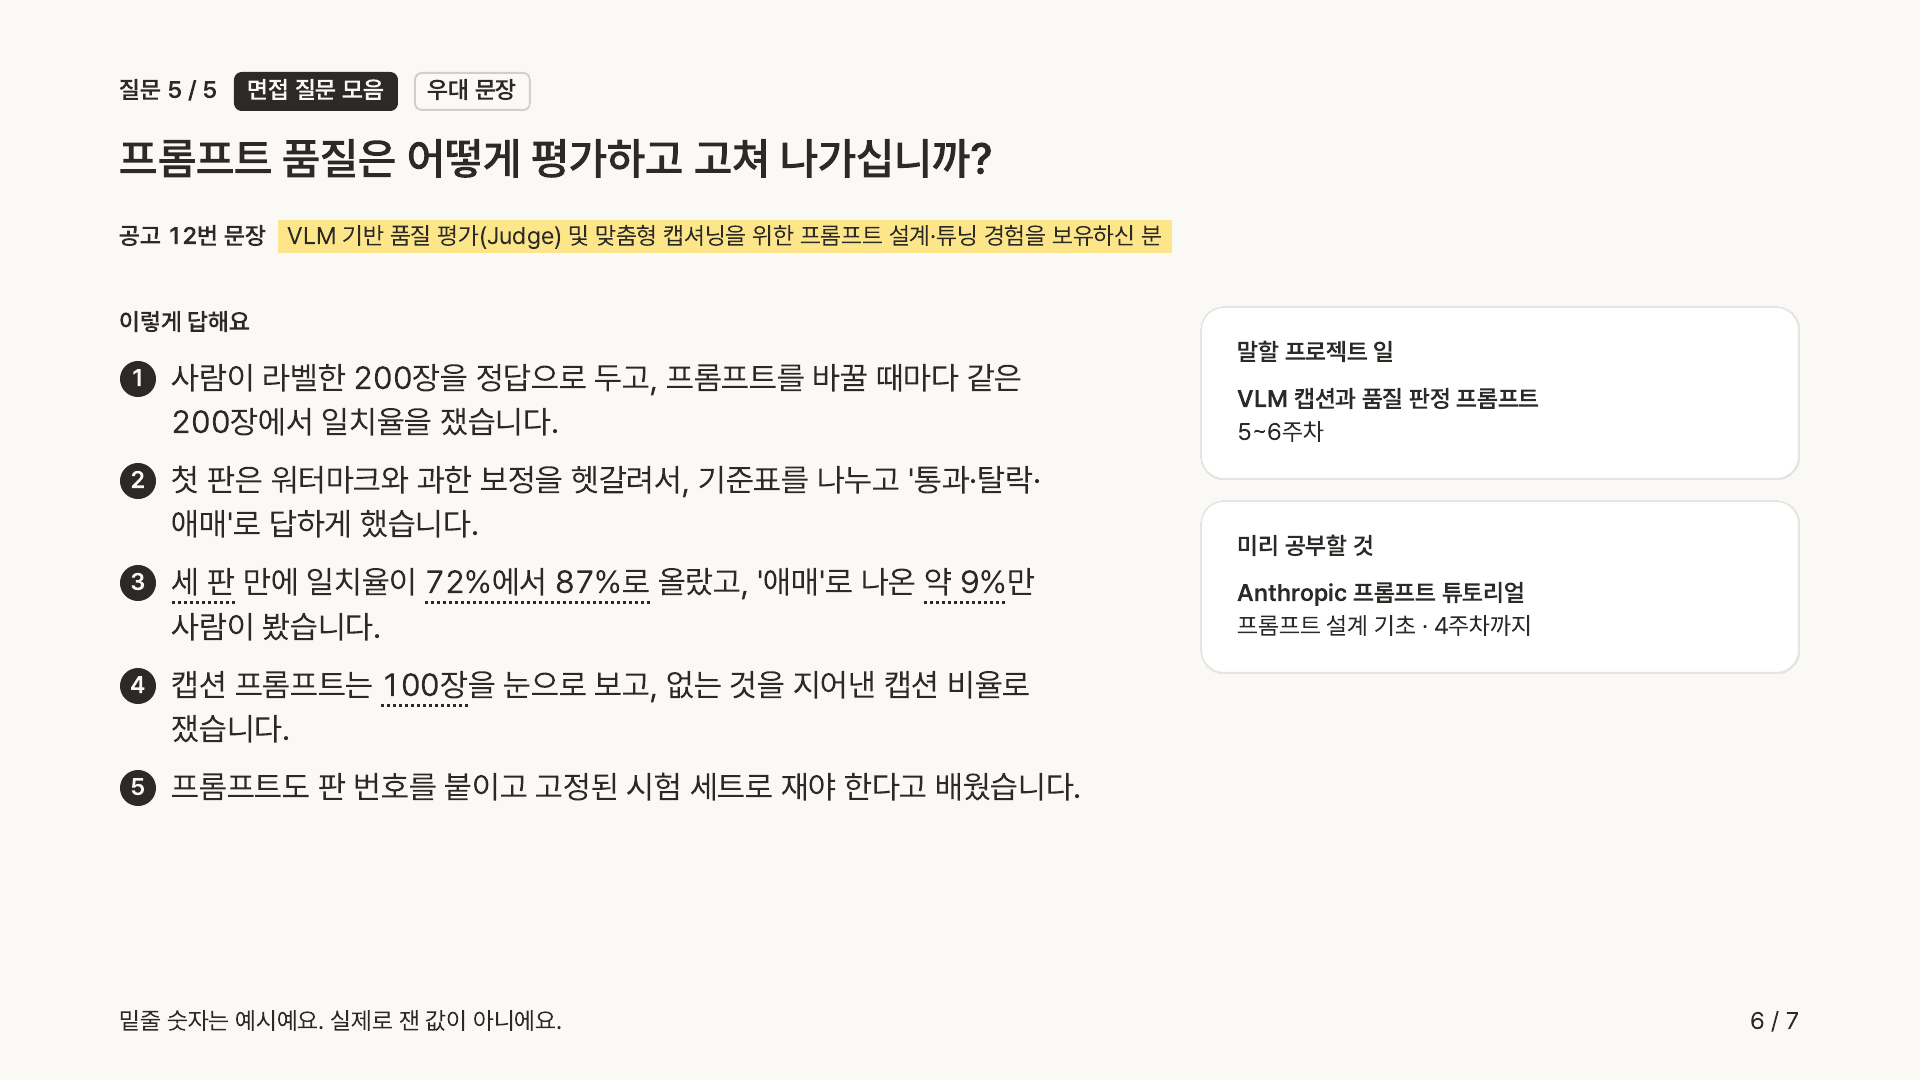 질문 5 / 5 면접 질문 모음 우대 문장
프롬프트 품질은 어떻게 평가하고 고쳐 나가십니까?
공고 12번 문장 VLM 기반 품질 평가(Judge) 및 맞춤형 캡셔닝을 위한 프롬프트 설계·튜닝 경험을 보유하신 분
이렇게 답해요
1 사람이 라벨한 200장을 정답으로 두고, 프롬프트를 바꿀 때마다 같은
200장에서 일치율을 쟀습니다.
2 첫 판은 워터마크와 과한 보정을 헷갈려서, 기준표를 나누고 '통과·탈락·
애매'로 답하게 했습니다.
3 세 판 만에 일치율이 72%에서 87%로 올랐고, '애매'로 나온 약 9%만
사람이 봤습니다.
4 캡션 프롬프트는 100장을 눈으로 보고, 없는 것을 지어낸 캡션 비율로
쟀습니다.
5 프롬프트도 판 번호를 붙이고 고정된 시험 세트로 재야 한다고 배웠습니다.
말할 프로젝트 일
VLM 캡션과 품질 판정 프롬프트
5~6주차
미리 공부할 것
Anthropic 프롬프트 튜토리얼
프롬프트 설계 기초 · 4주차까지
밑줄 숫자는 예시예요. 실제로 잰 값이 아니에요.
6 / 7